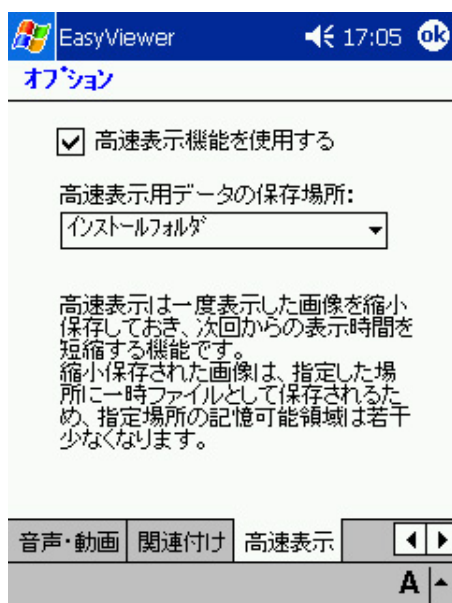 EasyViewer 17:05 ok
オプション
高速表示機能を使用する
高速表示用データの保存場所:
インストールフォルダ
高速表示は一度表示した画像を縮小
保存しておき、次回からの表示時間を
短縮する機能です。
縮小保存された画像は、指定した場
所に一時ファイルとして保存されるた
め、指定場所の記憶可能領域は若干
少なくなります。
音声・動画 関連付け 高速表示
A